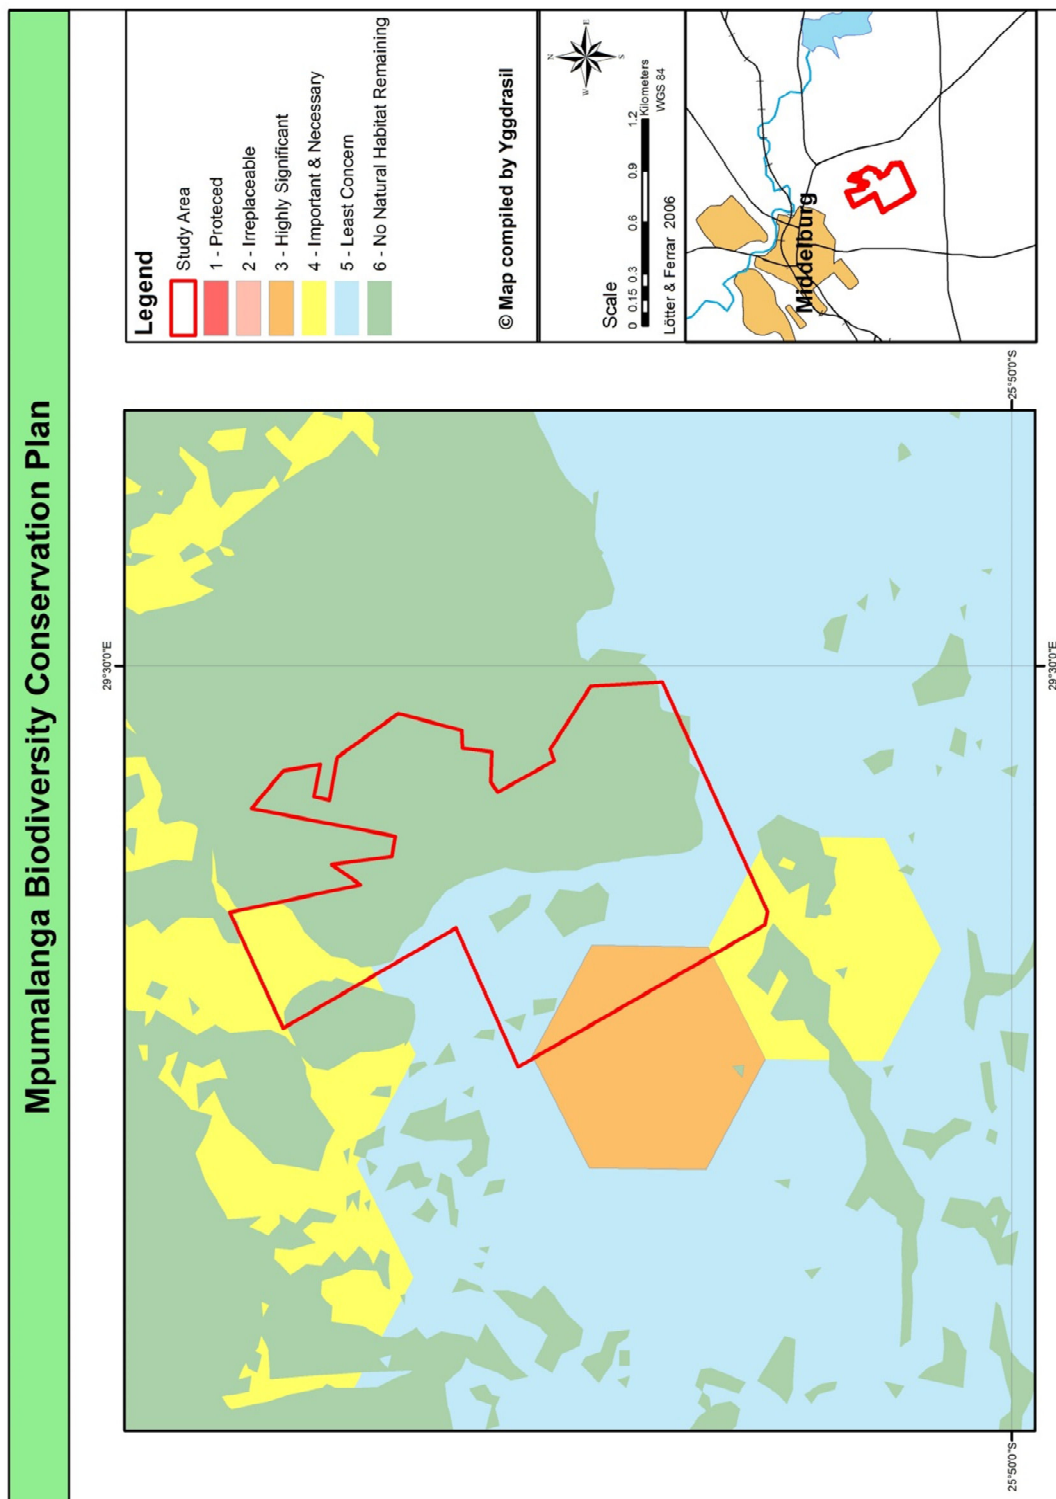 Mpumalanga Biodiversity Conservation Plan
29°30'0"E
25°50'0"S
25°50'0"S
29°30'0"E
Legend
Study Area
1 - Proteced
2 - Irreplaceable
3 - Highly Significant
4 - Important & Necessary
5 - Least Concern
6 - No Natural Habitat Remaining
© Map compiled by Yggdrasil
N
E
S
W
Scale
0 0.15 0.3 0.6 0.9 1.2
Kilometers
Lötter & Ferrar 2006
WGS 84
Middelburg